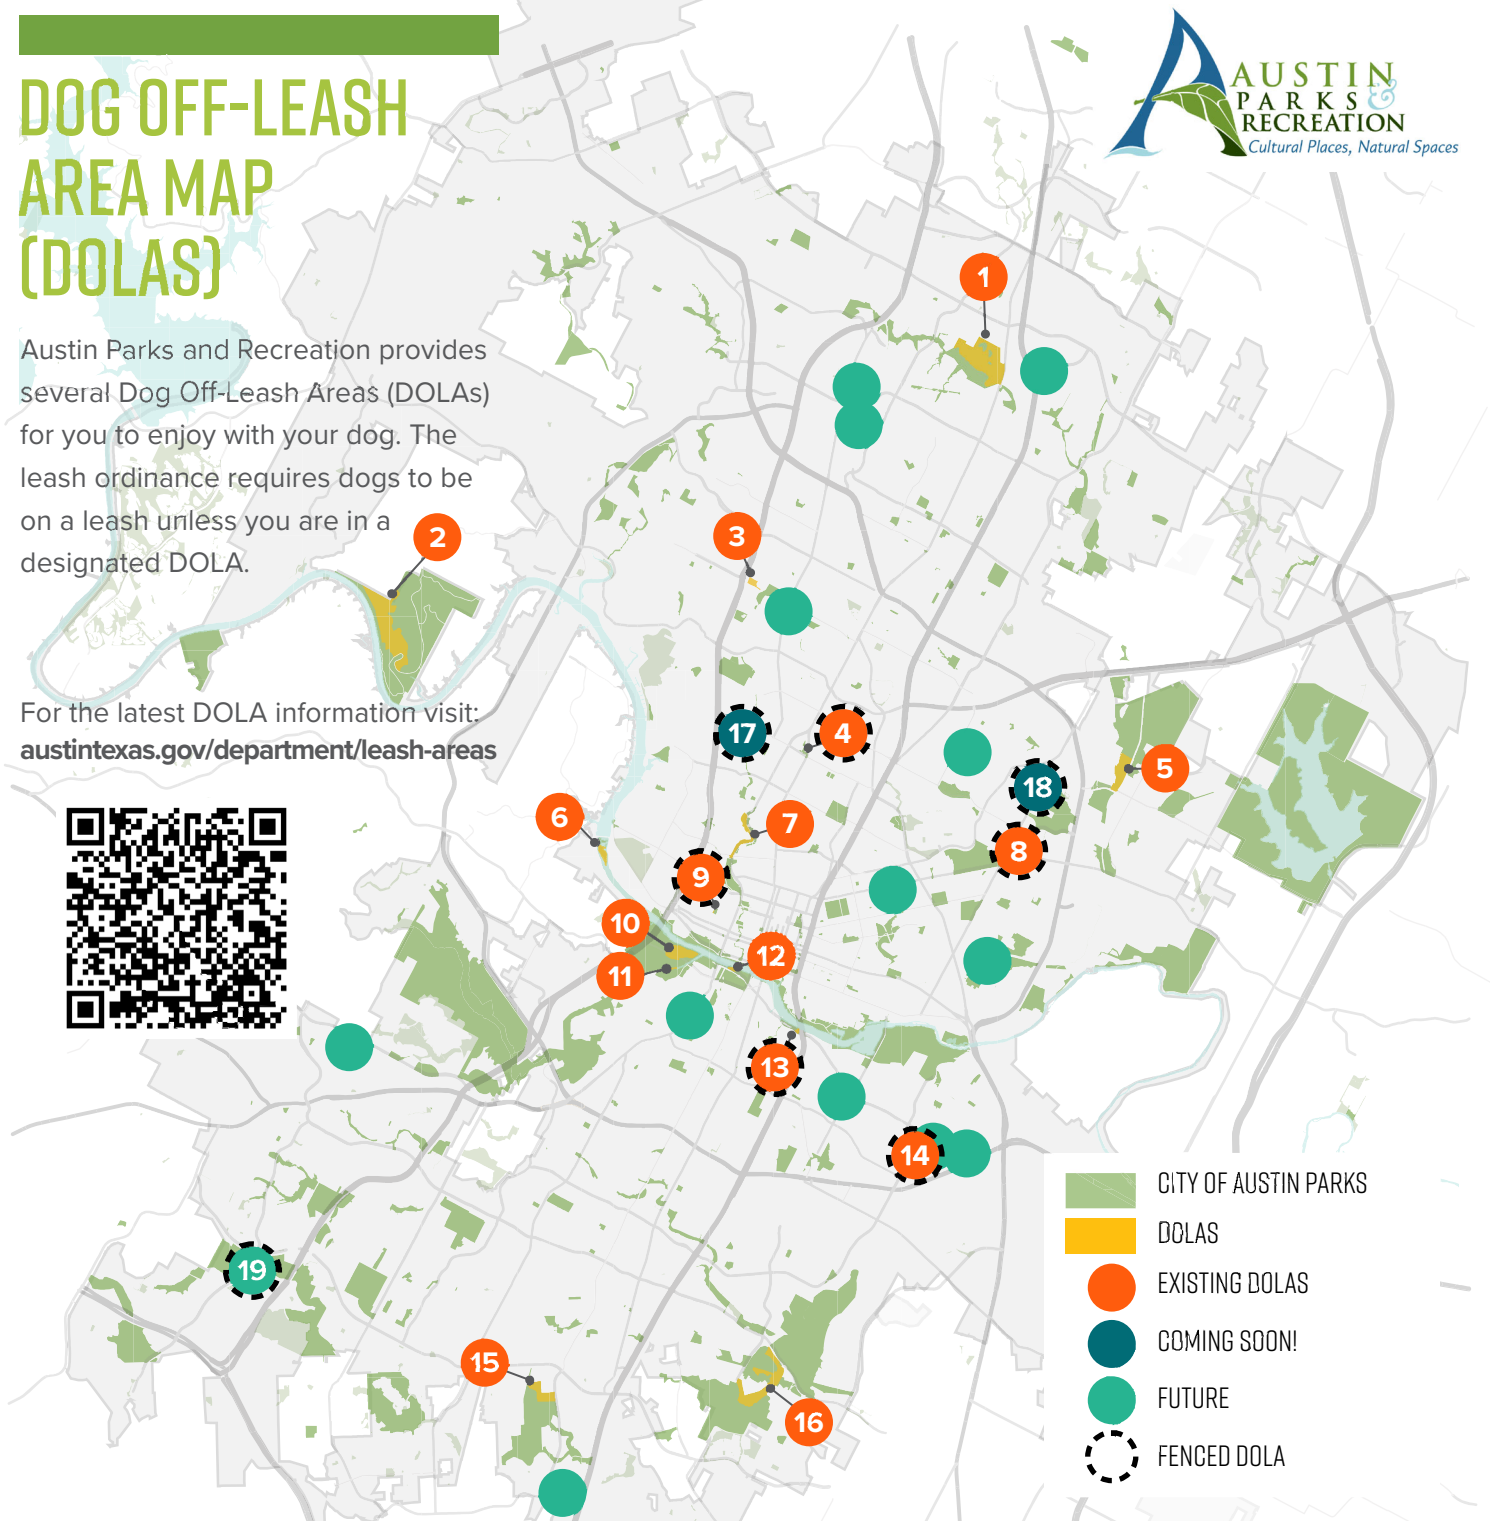 DOG OFF-LEASH
AREA MAP
(DOLAS)
Austin Parks and Recreation provides
several Dog Off-Leash Areas (DOLAs)
for you to enjoy with your dog. The
leash ordinance requires dogs to be
on a leash unless you are in a
designated DOLA.
For the latest DOLA information visit:
austintexas.gov/department/leash-areas
AUSTIN
PARKS &
RECREATION
Cultural Places, Natural Spaces
1
2
3
17
4
18
5
6
7
8
9
10
11
12
13
14
19
15
16
CITY OF AUSTIN PARKS
DOLAS
EXISTING DOLAS
COMING SOON!
FUTURE
FENCED DOLA